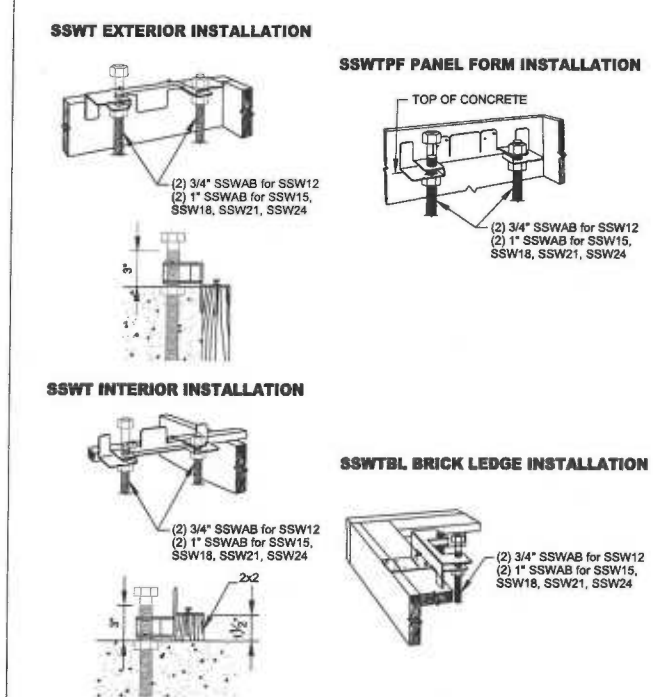 SSWT EXTERIOR INSTALLATION
(2) 3/4" SSWAB for SSW12
(2) 1" SSWAB for SSW15,
SSW18, SSW21, SSW24
3"
SSWTPF PANEL FORM INSTALLATION
TOP OF CONCRETE
(2) 3/4" SSWAB for SSW12
(2) 1" SSWAB for SSW15,
SSW18, SSW21, SSW24
SSWT INTERIOR INSTALLATION
(2) 3/4" SSWAB for SSW12
(2) 1" SSWAB for SSW15,
SSW18, SSW21, SSW24
2x2
3"
1½"
SSWTBL BRICK LEDGE INSTALLATION
(2) 3/4" SSWAB for SSW12
(2) 1" SSWAB for SSW15,
SSW18, SSW21, SSW24